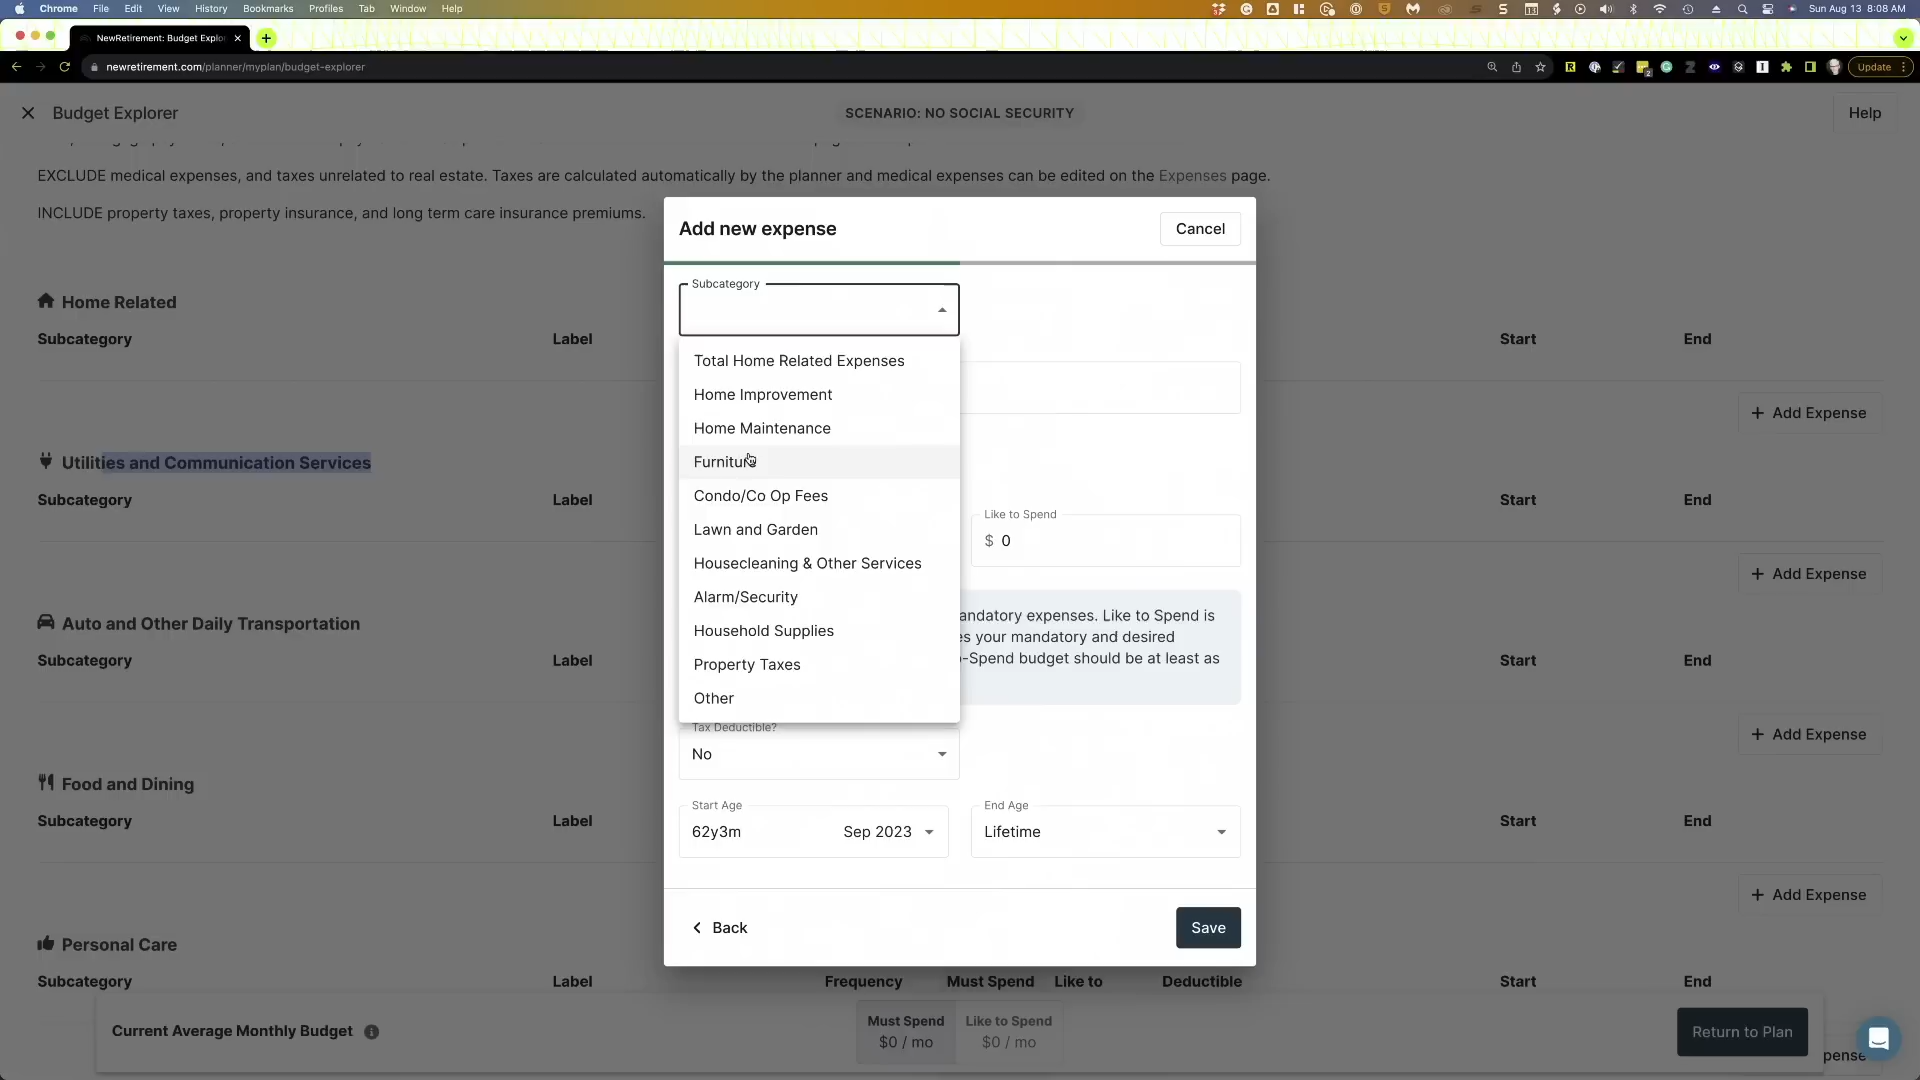 Chrome File Edit View History Bookmarks Profiles Tab Window Help
Sun Aug 13 8:08 AM
NewRetirement: Budget Explo
newretirement.com/planner/myplan/budget-explorer
Update
Budget Explorer
SCENARIO: NO SOCIAL SECURITY
Help
EXCLUDE medical expenses, and taxes unrelated to real estate. Taxes are calculated automatically by the planner and medical expenses can be edited on the Expenses page.
INCLUDE property taxes, property insurance, and long term care insurance premiums.
Add new expense
Cancel
Subcategory
Total Home Related Expenses
Home Improvement
Home Maintenance
Furniture
Condo/Co Op Fees
Lawn and Garden
Housecleaning & Other Services
Alarm/Security
Household Supplies
Property Taxes
Other
Like to Spend
$ 0
andatory expenses. Like to Spend is
es your mandatory and desired
-Spend budget should be at least as
Tax Deductible?
No
Start Age
62y3m Sep 2023
End Age
Lifetime
Back
Save
Home Related
Subcategory Label Start End
+ Add Expense
Utilities and Communication Services
Subcategory Label Start End
+ Add Expense
Auto and Other Daily Transportation
Subcategory Label Start End
+ Add Expense
Food and Dining
Subcategory Label Start End
+ Add Expense
Personal Care
Subcategory Label Frequency Must Spend Like to Deductible Start End
Current Average Monthly Budget
Must Spend
$0 / mo
Like to Spend
$0 / mo
Return to Plan
pense